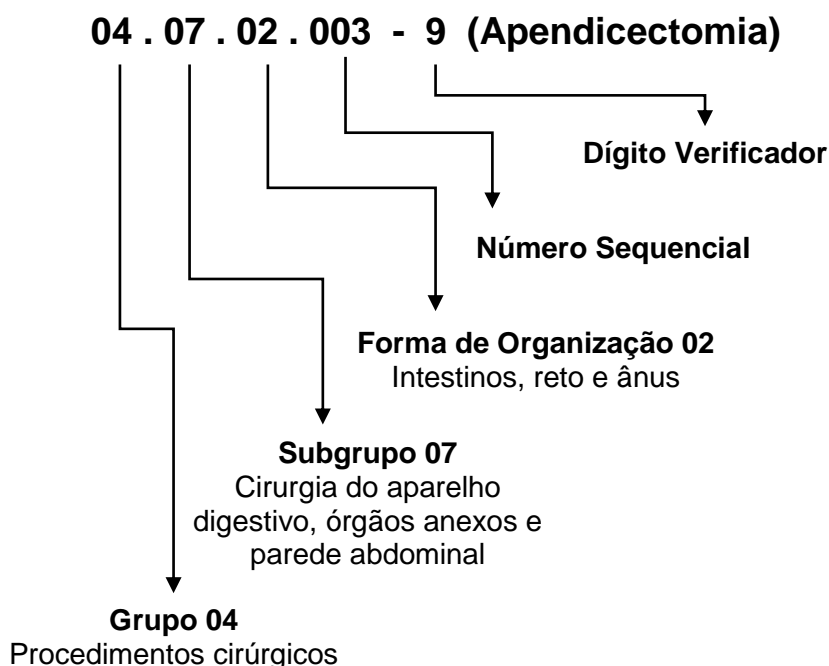 04 . 07 . 02 . 003 - 9 (Apendicectomia)
Dígito Verificador
Número Sequencial
Forma de Organização 02
Intestinos, reto e ânus
Subgrupo 07
Cirurgia do aparelho
digestivo, órgãos anexos e
parede abdominal
Grupo 04
Procedimentos cirúrgicos